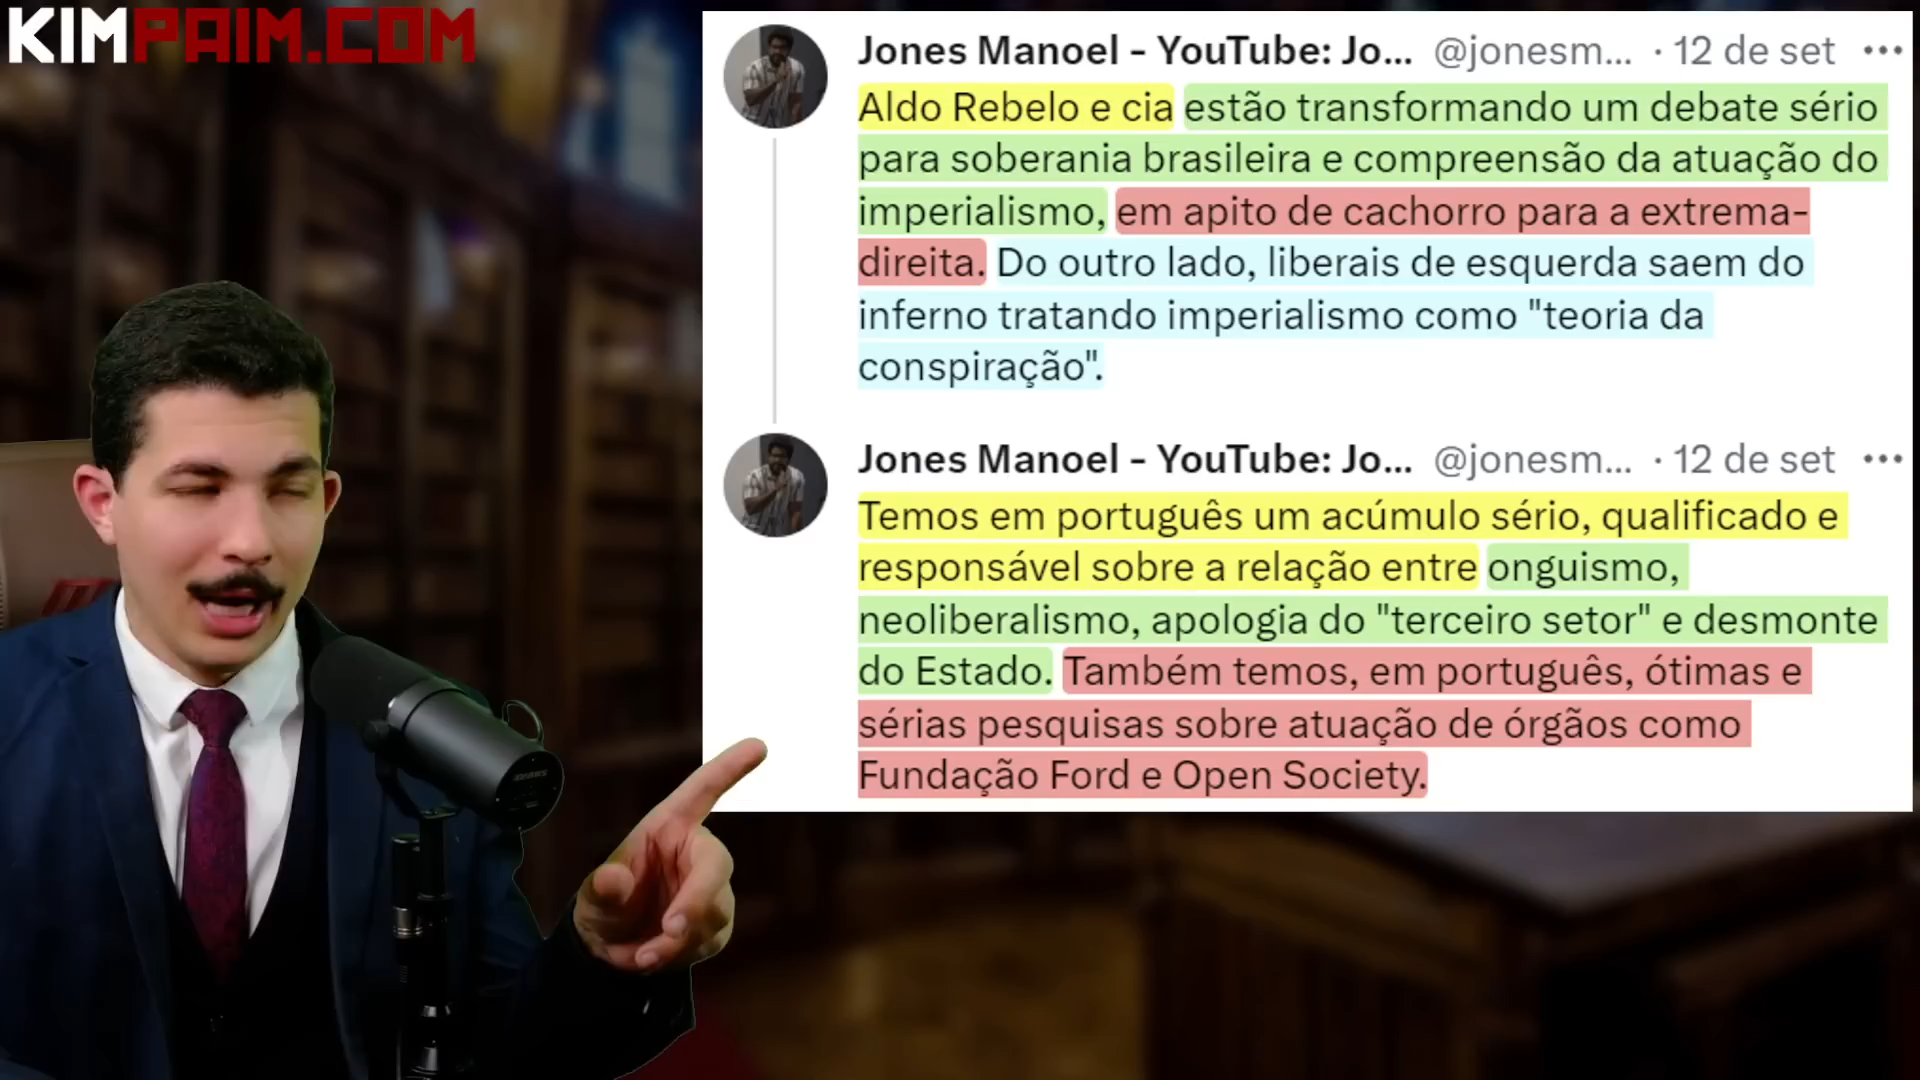 KIMPAIM.COM
Jones Manoel - YouTube: Jo... @jonesm... · 12 de set ...
Aldo Rebelo e cia estão transformando um debate sério
para soberania brasileira e compreensão da atuação do
imperialismo, em apito de cachorro para a extrema-
direita. Do outro lado, liberais de esquerda saem do
inferno tratando imperialismo como "teoria da
conspiração".
Jones Manoel - YouTube: Jo... @jonesm... · 12 de set ...
Temos em português um acúmulo sério, qualificado e
responsável sobre a relação entre onguismo,
neoliberalismo, apologia do "terceiro setor" e desmonte
do Estado. Também temos, em português, ótimas e
sérias pesquisas sobre atuação de órgãos como
Fundação Ford e Open Society.